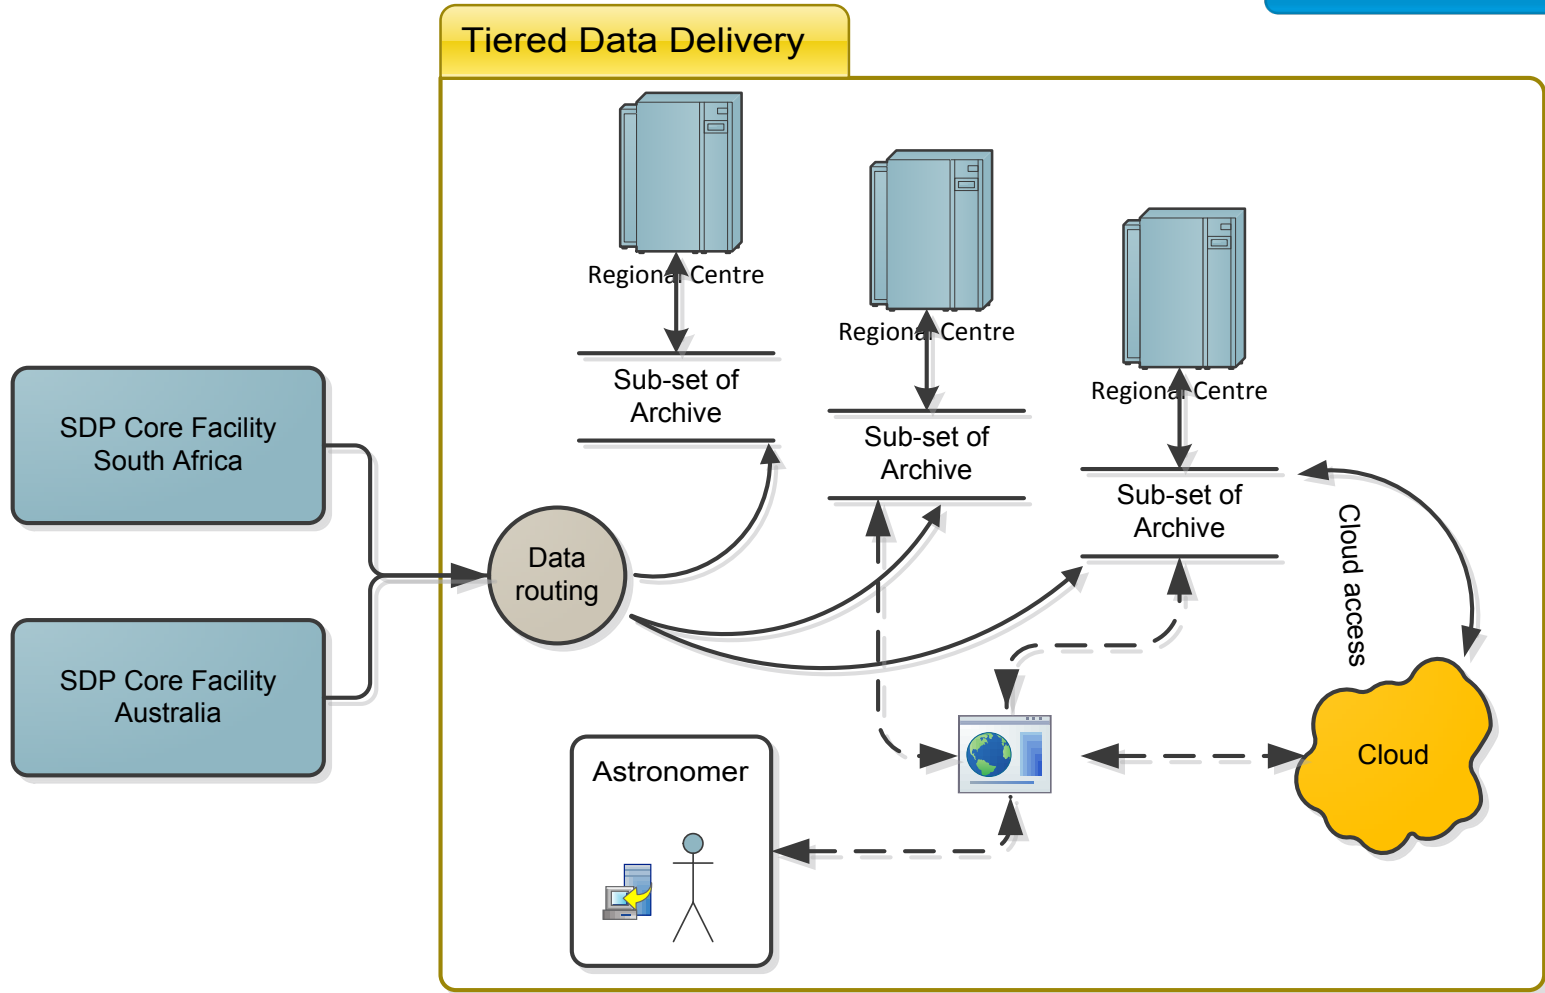 Tiered Data Delivery
Regional Centre
Regional Centre
Regional Centre
Sub-set of
Archive
Sub-set of
Archive
Sub-set of
Archive
SDP Core Facility
South Africa
SDP Core Facility
Australia
Data
routing
Cloud access
Cloud
Astronomer